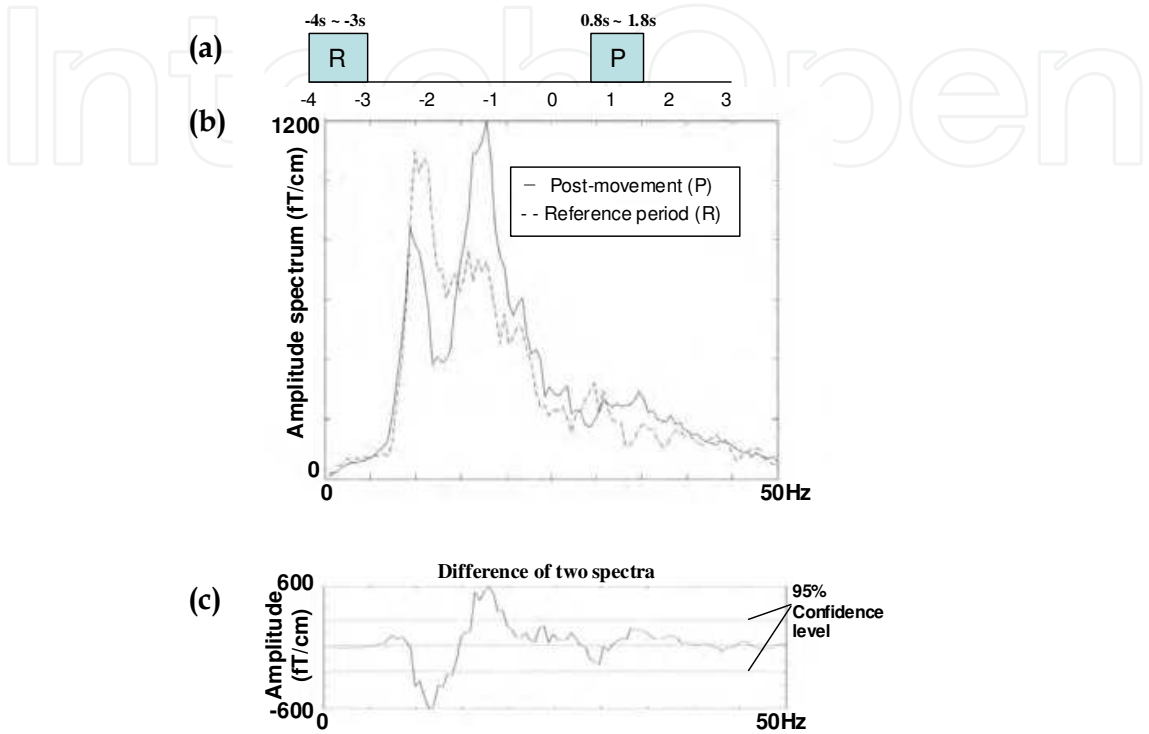 IntechOpen
-4s ~ -3s 0.8s ~ 1.8s
(a) R P
-4 -3 -2 -1 0 1 2 3
(b)
1200
Amplitude spectrum (fT/cm)
Post-movement (P)
Reference period (R)
0
0 50Hz
Difference of two spectra
(c)
600
Amplitude
(fT/cm)
-600
0 50Hz
95%
Confidence
level